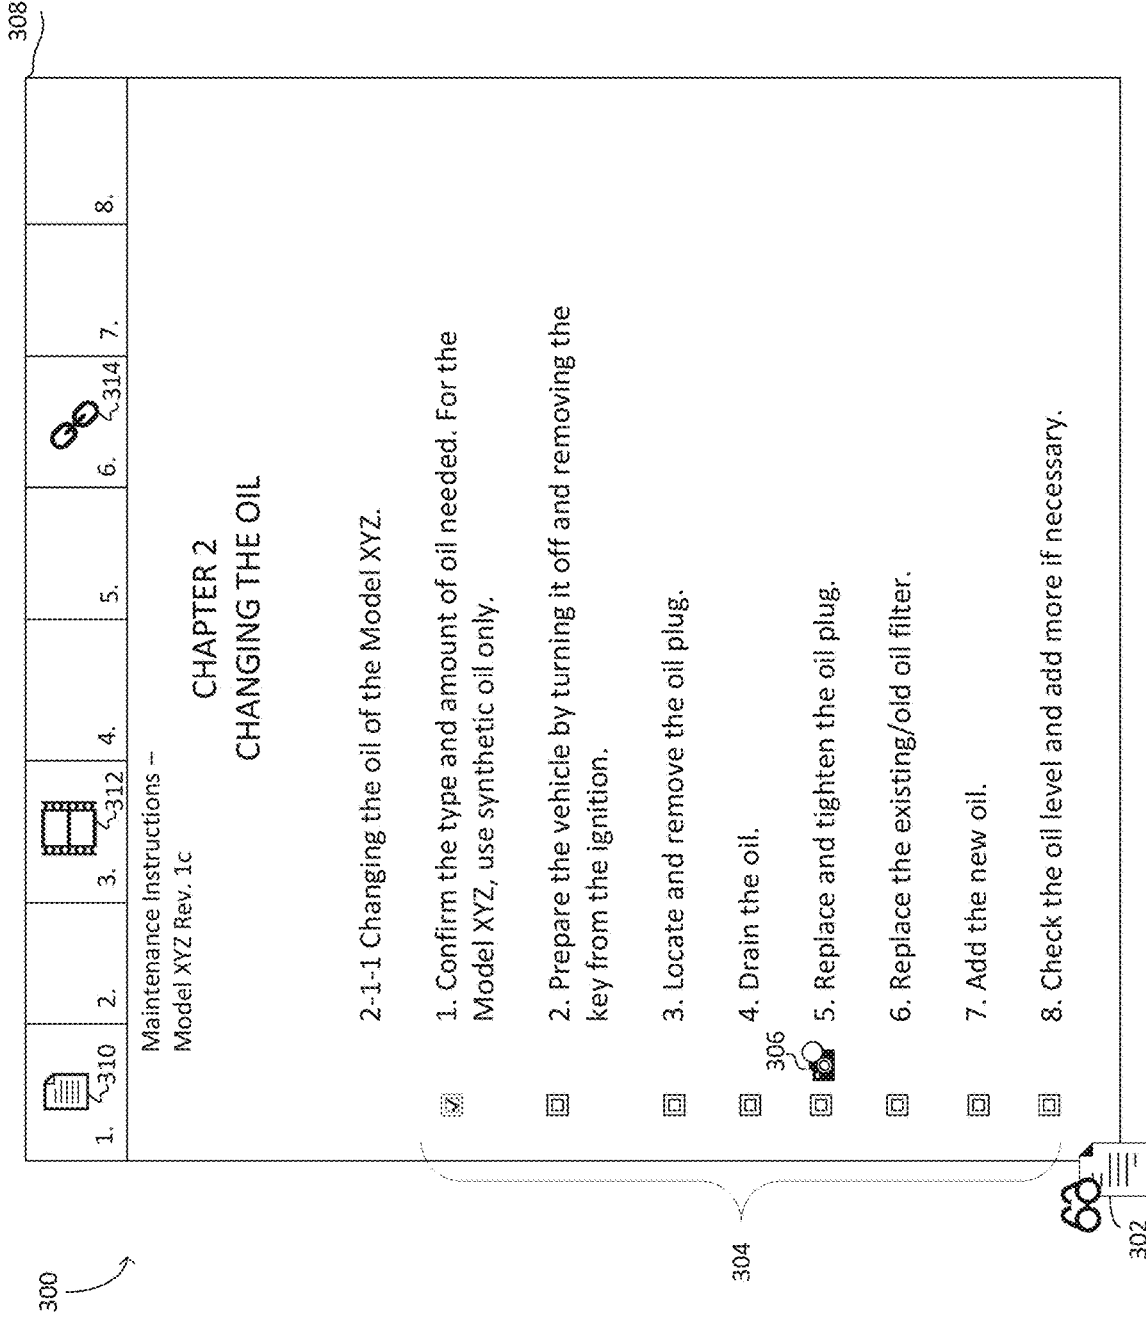 300
308
1.
310
2.
3.
312
4.
5.
6.
314
7.
8.
Maintenance Instructions –
Model XYZ Rev. 1c
CHAPTER 2
CHANGING THE OIL
2-1-1 Changing the oil of the Model XYZ.
1. Confirm the type and amount of oil needed. For the
Model XYZ, use synthetic oil only.
2. Prepare the vehicle by turning it off and removing the
key from the ignition.
3. Locate and remove the oil plug.
4. Drain the oil.
306
5. Replace and tighten the oil plug.
6. Replace the existing/old oil filter.
7. Add the new oil.
8. Check the oil level and add more if necessary.
304
302